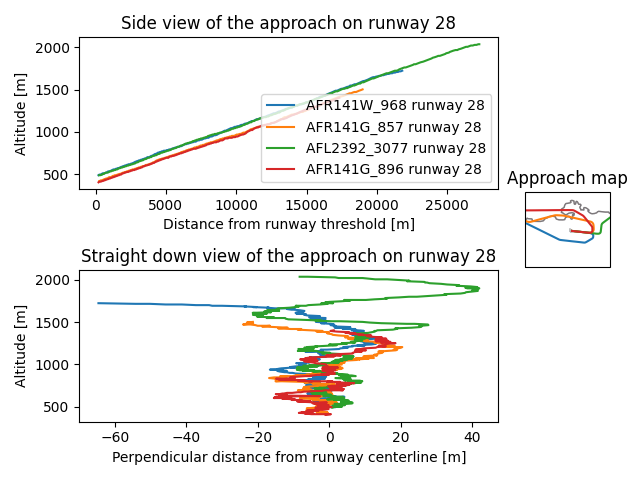 Side view of the approach on runway 28
Altitude [m]
2000
1500
1000
500
AFR141W_968 runway 28
AFR141G_857 runway 28
AFL2392_3077 runway 28
AFR141G_896 runway 28
0 5000 10000 15000 20000 25000
Distance from runway threshold [m]
Approach map
Straight down view of the approach on runway 28
Altitude [m]
2000
1500
1000
500
−60 −40 −20 0 20 40
Perpendicular distance from runway centerline [m]